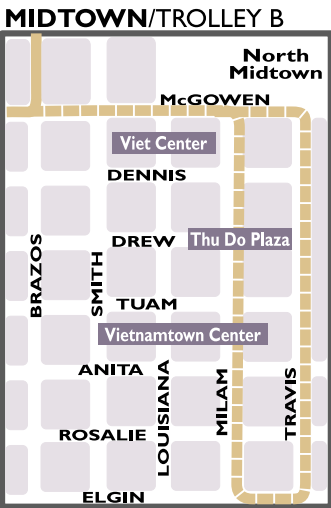 MIDTOWN/TROLLEY B
North
Midtown
McGOWEN
Viet Center
DENNIS
DREW
Thu Do Plaza
BRAZOS
SMITH
TUAM
Vietnamtown Center
ANITA
LOUISIANA
MILAM
TRAVIS
ROSALIE
ELGIN